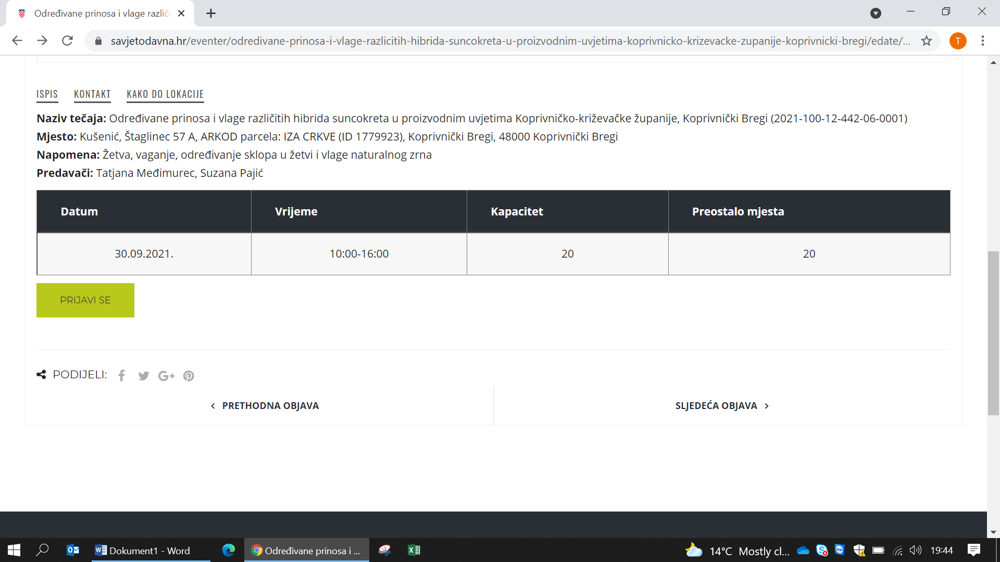 Određivane prinosa i vlage različi
savjetodavna.hr/eventer/odredivane-prinosa-i-vlage-razlicitih-hibrida-suncokreta-u-proizvodnim-uvjetima-koprivnicko-krizevacke-zupanije-koprivnicki-bregi/edate/...
T
ISPIS KONTAKT KAKO DO LOKACIJE
Naziv tečaja: Određivane prinosa i vlage različitih hibrida suncokreta u proizvodnim uvjetima Koprivničko-križevačke županije, Koprivnički Bregi (2021-100-12-442-06-0001)
Mjesto: Kušenić, Štaglinec 57 A, ARKOD parcela: IZA CRKVE (ID 1779923), Koprivnički Bregi, 48000 Koprivnički Bregi
Napomena: Žetva, vaganje, određivanje sklopa u žetvi i vlage naturalnog zrna
Predavači: Tatjana Međimurec, Suzana Pajić
Datum Vrijeme Kapacitet Preostalo mjesta
30.09.2021. 10:00-16:00 20 20
PRIJAVI SE
PODIJELI:
PRETHODNA OBJAVA SLJEDEĆA OBJAVA
Dokument1 - Word Određivane prinosa i ... 14°C Mostly cl... 19:44